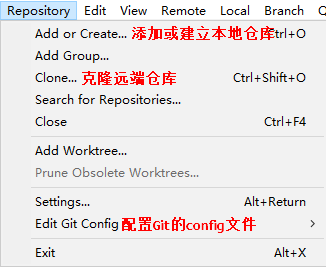 Repository Edit View Remote Local Branch Q
Add or Create... 添加或建立本地仓库 Ctrl+O
Add Group...
Clone... 克隆远端仓库 Ctrl+Shift+O
Search for Repositories...
Close Ctrl+F4
Add Worktree...
Prune Obsolete Worktrees...
Settings... Alt+Return
Edit Git Config 配置Git的config文件
Exit Alt+X